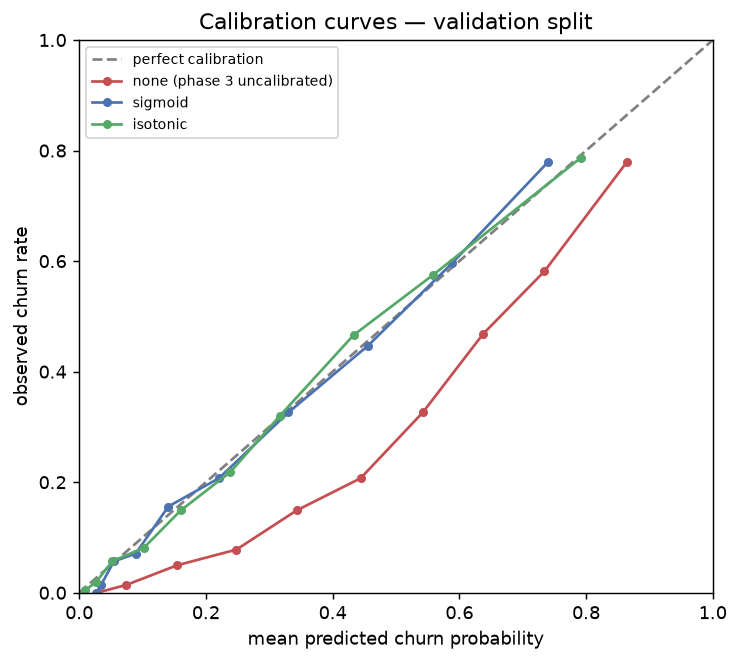 Calibration curves — validation split
1.0
perfect calibration
none (phase 3 uncalibrated)
sigmoid
isotonic
0.8
0.6
0.4
0.2
0.0
observed churn rate
0.0 0.2 0.4 0.6 0.8 1.0
mean predicted churn probability